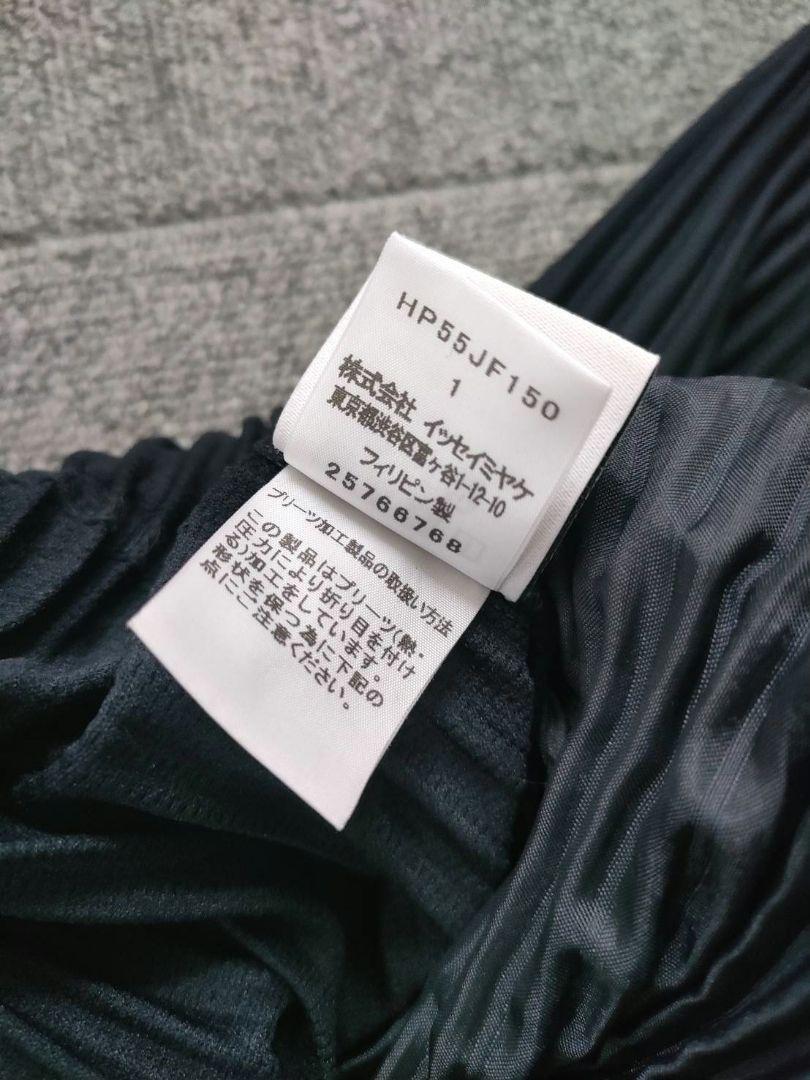 HP55JF150
1
株式会社 イッセイミヤケ
東京都渋谷区富ヶ谷1-12-10
フィリピン製
25766768
プリーツ加工製品の取扱い方法
この製品はプリーツ(熱・
圧力により折り目を付け
る)加工をしています。
形状を保つ為に下記の
点にご注意ください。